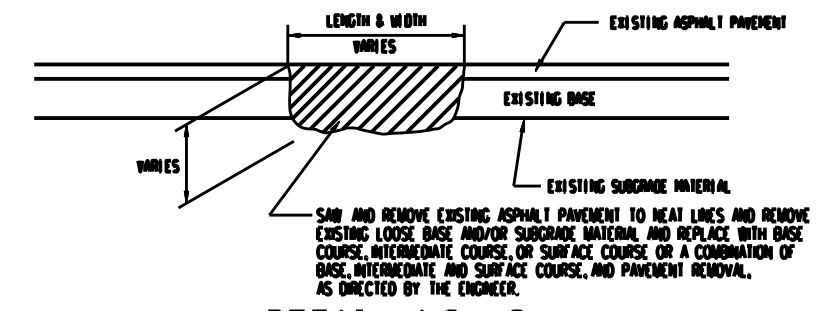 LENGTH & WIDTH
VARIES
EXISTING ASPHALT PAVEMENT
EXISTING BASE
VARIES
EXISTING SUBGRADE MATERIAL
SAW AND REMOVE EXISTING ASPHALT PAVEMENT TO NEAT LINES AND REMOVE
EXISTING LOOSE BASE AND/OR SUBGRADE MATERIAL AND REPLACE WITH BASE
COURSE, INTERMEDIATE COURSE, OR SURFACE COURSE OR A COMBINATION OF
BASE, INTERMEDIATE AND SURFACE COURSE, AND PAVEMENT REMOVAL,
AS DIRECTED BY THE ENGINEER.